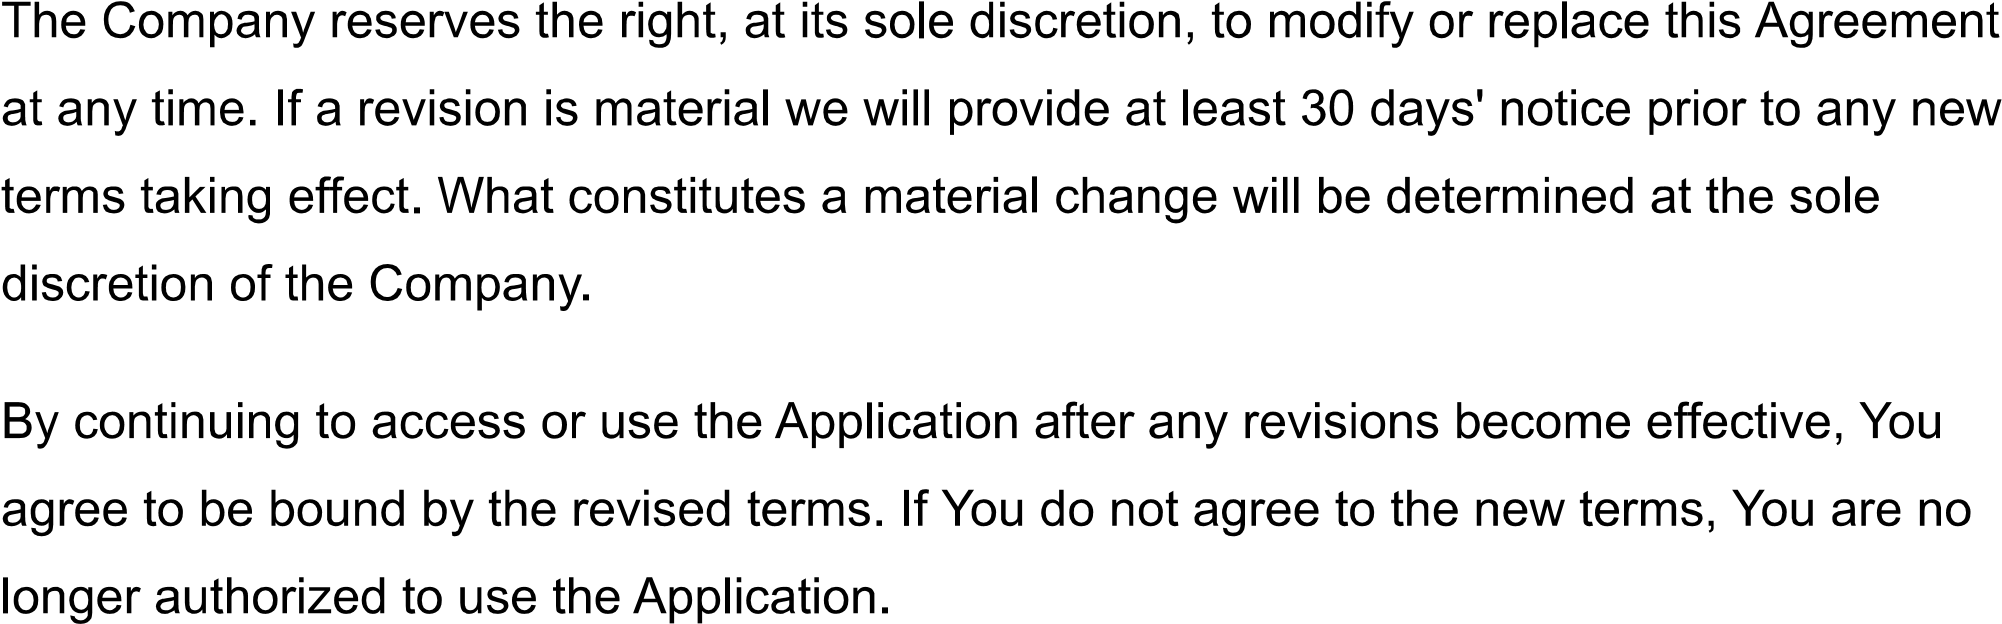 The Company reserves the right, at its sole discretion, to modify or replace this Agreement
at any time. If a revision is material we will provide at least 30 days' notice prior to any new
terms taking effect. What constitutes a material change will be determined at the sole
discretion of the Company.
By continuing to access or use the Application after any revisions become effective, You
agree to be bound by the revised terms. If You do not agree to the new terms, You are no
longer authorized to use the Application.